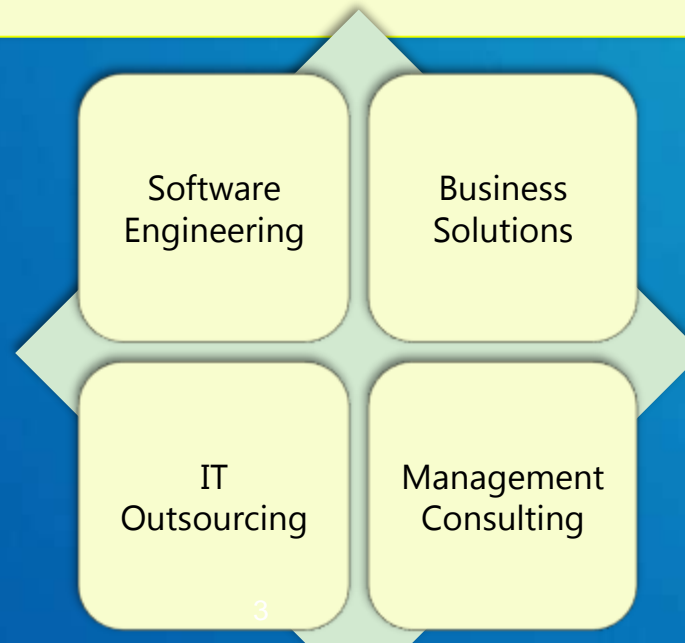 Software
Engineering
Business
Solutions
IT
Outsourcing
Management
Consulting
3